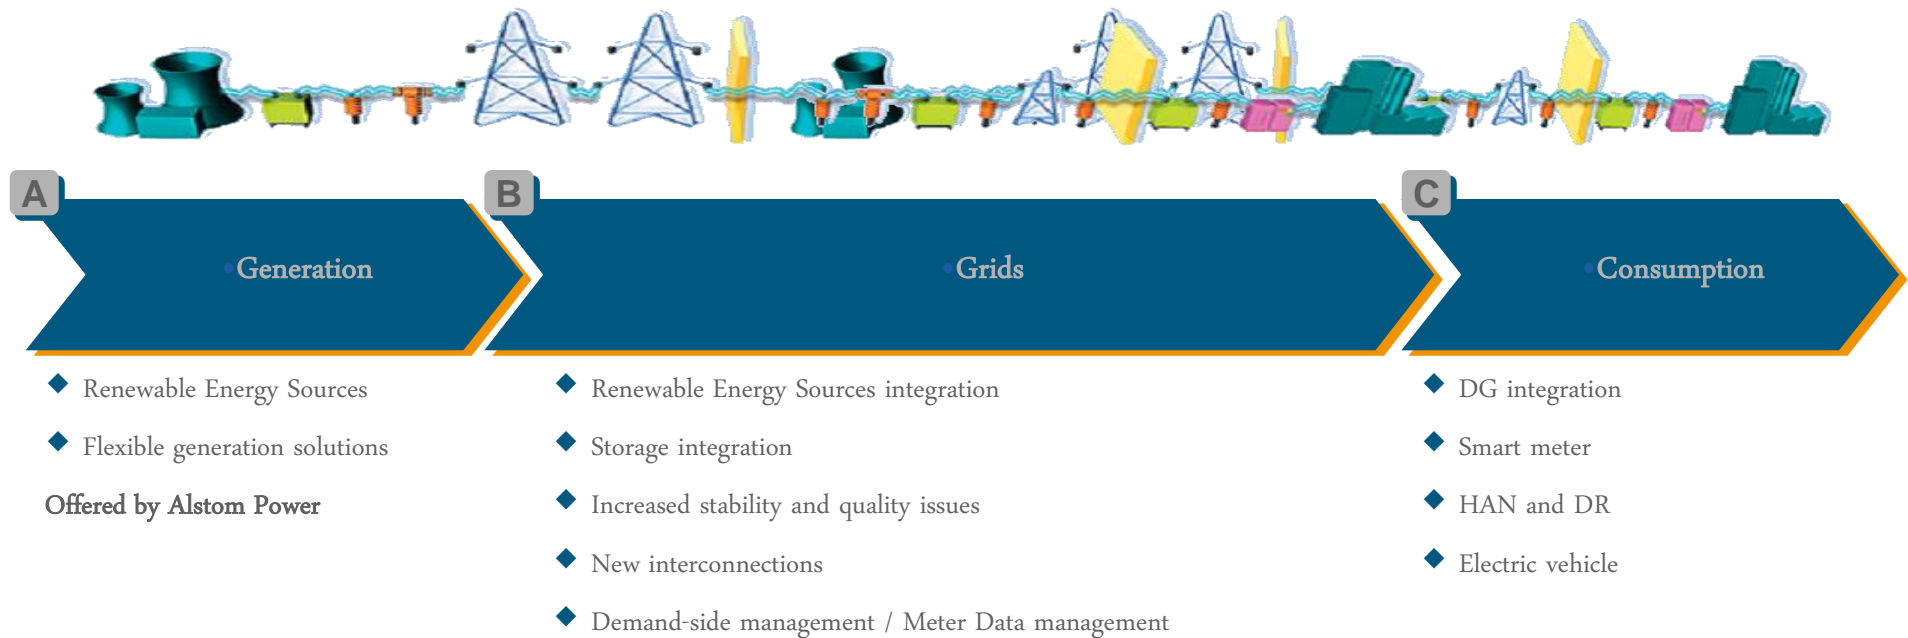 A
B
C
•Generation
•Grids
•Consumption
Renewable Energy Sources
Flexible generation solutions
Offered by Alstom Power
Renewable Energy Sources integration
Storage integration
Increased stability and quality issues
New interconnections
Demand-side management / Meter Data management
DG integration
Smart meter
HAN and DR
Electric vehicle